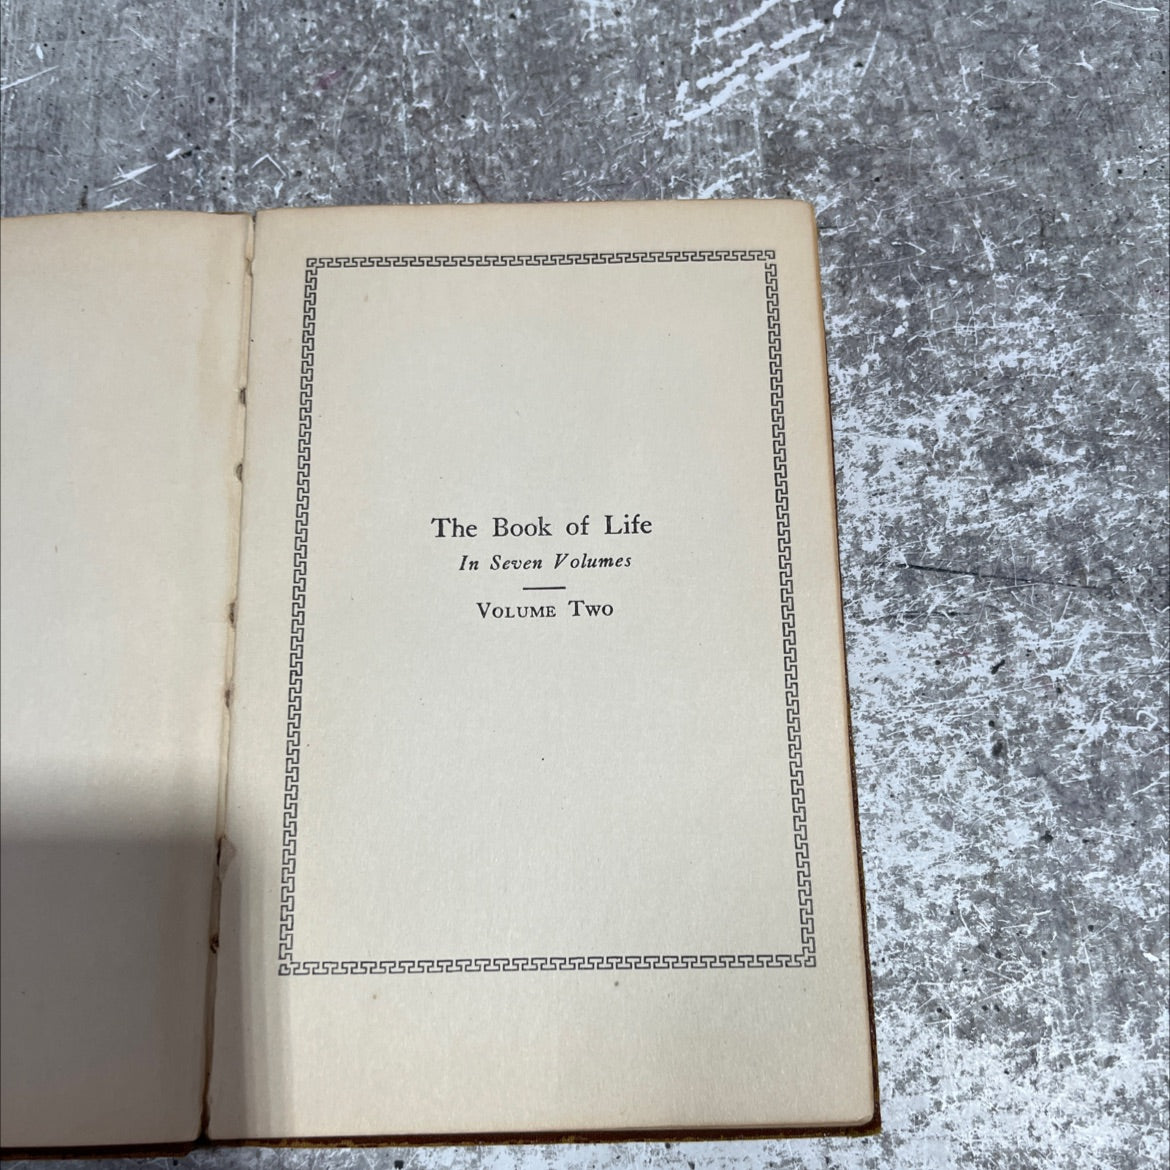 The Book of Life
In Seven Volumes
Volume Two